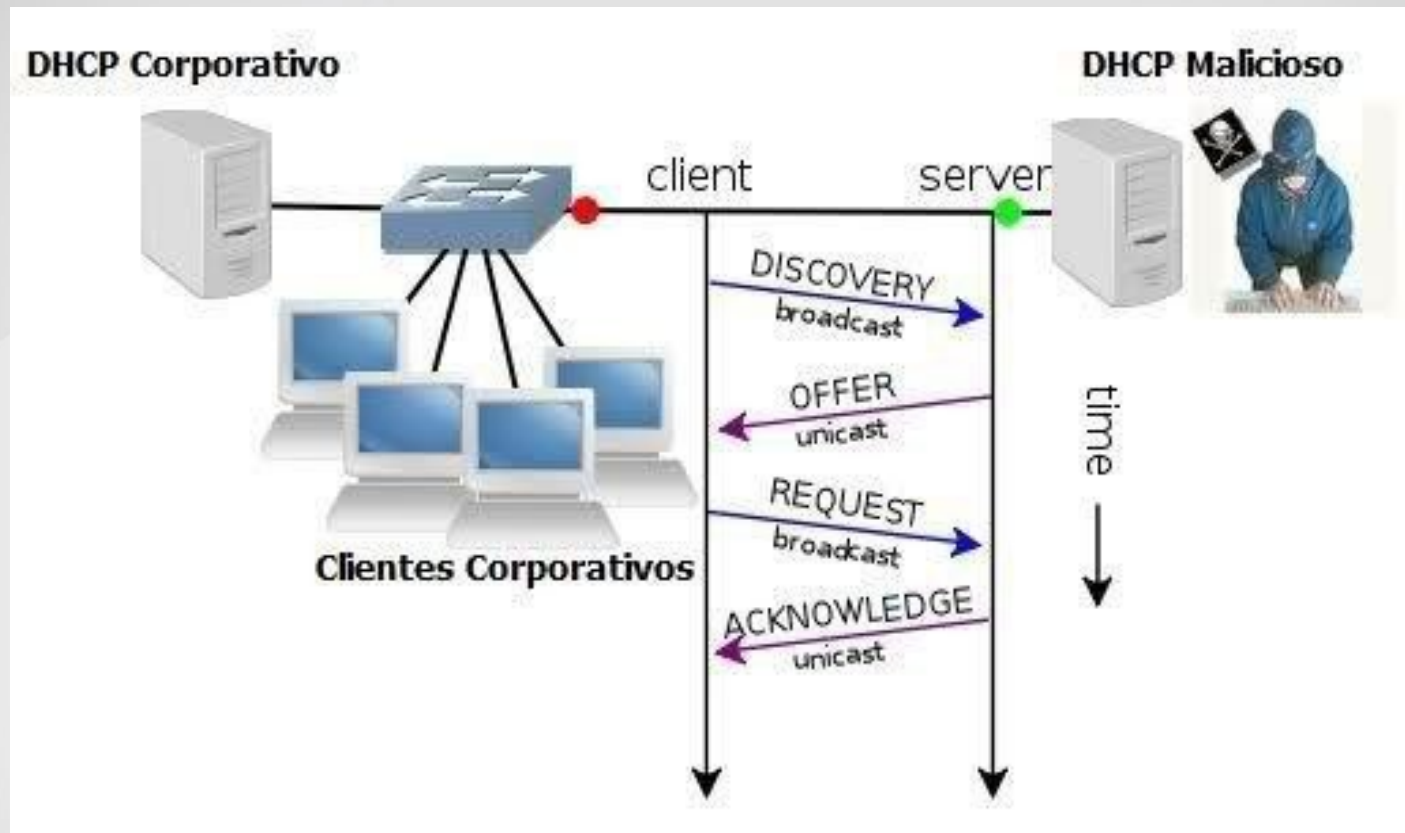 DHCP Corporativo
DHCP Malicioso
client
server
DISCOVERY
broadcast
OFFER
unicast
REQUEST
broadcast
ACKNOWLEDGE
unicast
time
Clientes Corporativos